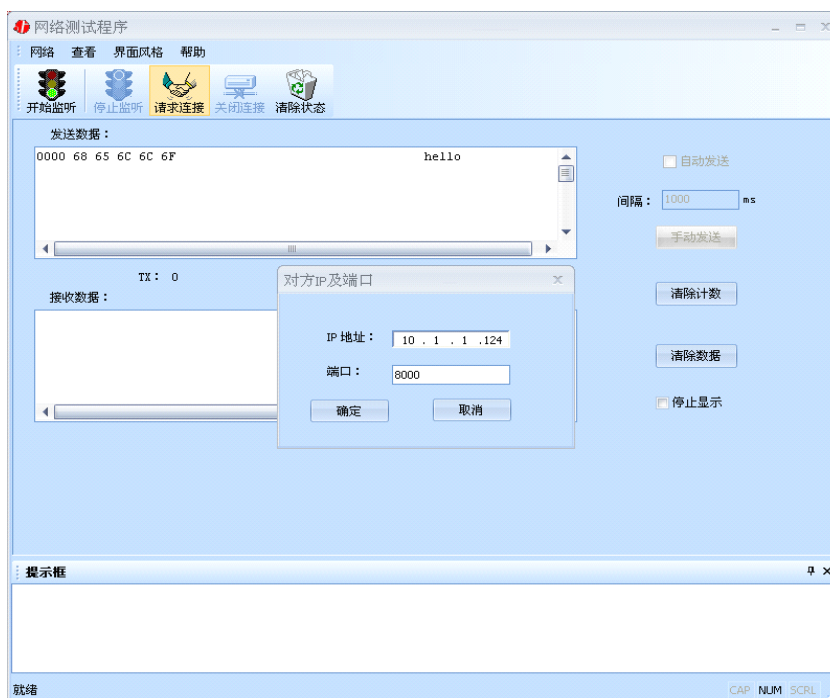 网络测试程序
网络 查看 界面风格 帮助
开始监听 停止监听 请求连接 关闭连接 清除状态
发送数据：
0000 68 65 6C 6C 6F hello
自动发送
间隔： 1000 ms
手动发送
TX： 0
接收数据：
清除计数
对方IP及端口
IP 地址： 10 . 1 . 1 .124
端口： 8000
确定 取消
清除数据
停止显示
提示框
就绪 CAP NUM SCRL